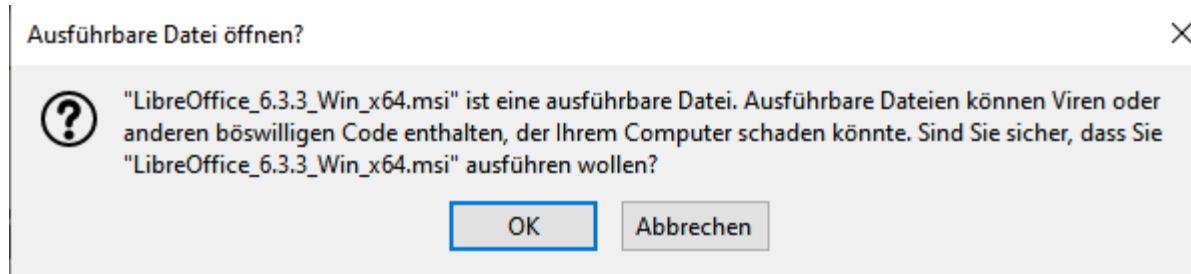 Ausführbare Datei öffnen?
"LibreOffice_6.3.3_Win_x64.msi" ist eine ausführbare Datei. Ausführbare Dateien können Viren oder
anderen böswilligen Code enthalten, der Ihrem Computer schaden könnte. Sind Sie sicher, dass Sie
"LibreOffice_6.3.3_Win_x64.msi" ausführen wollen?
OK Abbrechen